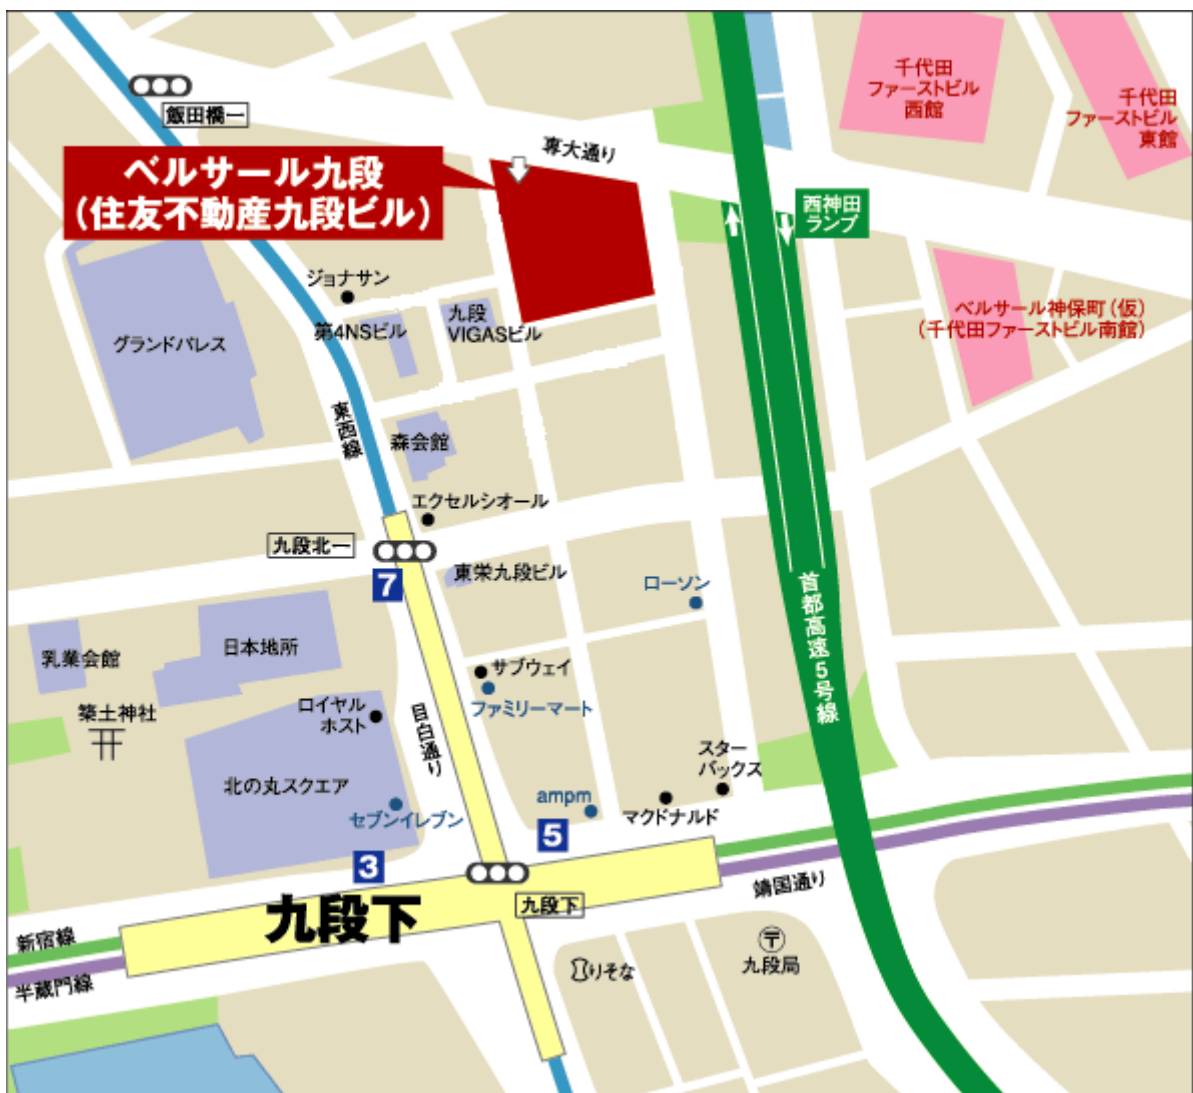 飯田橋一
専大通り
千代田
ファーストビル
西館
千代田
ファーストビル
東館
ベルサール九段
(住友不動産九段ビル)
西神田
ランプ
ジョナサン
第4NSビル
九段
VIGASビル
グランドパレス
ベルサール神保町(仮)
(千代田ファーストビル南館)
東西線
森会館
エクセルシオール
九段北一
7
東栄九段ビル
ローソン
首都高速5号線
乳業会館
日本地所
サブウェイ
ファミリーマート
築土神社
ロイヤル
ホスト
目白通り
スター
バックス
北の丸スクエア
セブンイレブン
ampm
マクドナルド
5
3
九段下
九段下
靖国通り
新宿線
半蔵門線
りそな
〒
九段局